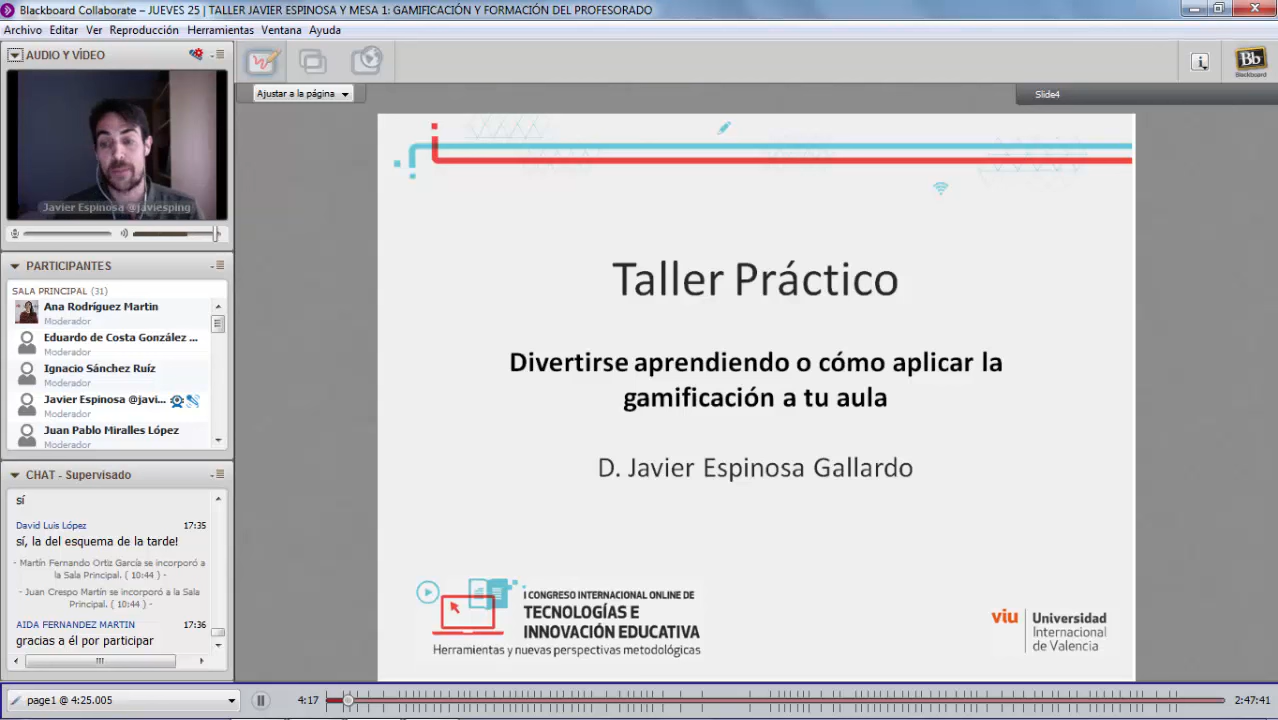 Blackboard Collaborate – JUEVES 25 | TALLER JAVIER ESPINOSA Y MESA 1: GAMIFICACIÓN Y FORMACIÓN DEL PROFESORADO
Archivo Editar Ver Reproducción Herramientas Ventana Ayuda
AUDIO Y VÍDEO
Javier Espinosa @javiesping
PARTICIPANTES
SALA PRINCIPAL (31)
Ana Rodríguez Martin
Moderador
Eduardo de Costa González ...
Moderador
Ignacio Sánchez Ruíz
Moderador
Javier Espinosa @javi...
Moderador
Juan Pablo Miralles López
Moderador
CHAT - Supervisado
sí
David Luis López 17:35
sí, la del esquema de la tarde!
- Martín Fernando Ortiz García se incorporó a
la Sala Principal. ( 10:44 ) -
- Juan Crespo Martín se incorporó a la Sala
Principal. ( 10:44 ) -
AIDA FERNANDEZ MARTIN 17:36
gracias a él por participar
Ajustar a la página
Slide4
Bb
Blackboard
Taller Práctico
Divertirse aprendiendo o cómo aplicar la
gamificación a tu aula
D. Javier Espinosa Gallardo
I CONGRESO INTERNACIONAL ONLINE DE
TECNOLOGÍAS E
INNOVACIÓN EDUCATIVA
Herramientas y nuevas perspectivas metodológicas
viu Universidad
Internacional
de Valencia
page1 @ 4:25.005
4:17
2:47:41